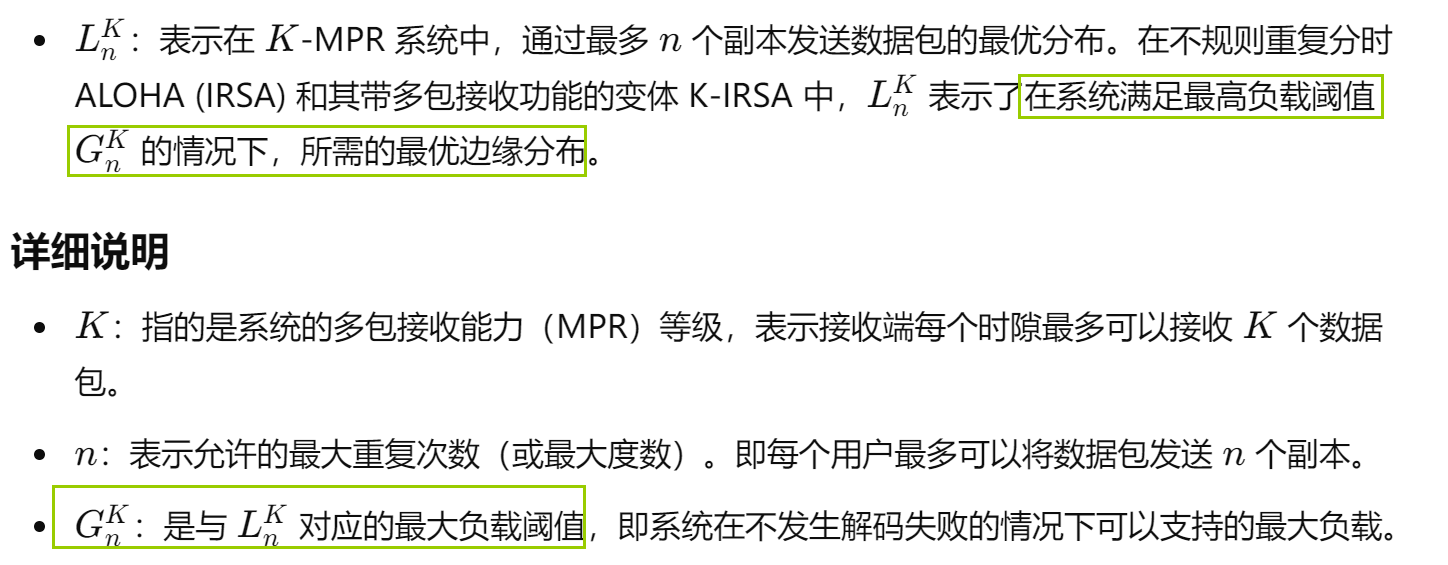 • $L_n^K$：表示在 $K$-MPR 系统中，通过最多 $n$ 个副本发送数据包的最优分布。在不规则重复分时
ALOHA (IRSA) 和其带多包接收功能的变体 K-IRSA 中，$L_n^K$ 表示了在系统满足最高负载阈值
$G_n^K$ 的情况下，所需的最优边缘分布。
详细说明
• $K$：指的是系统的多包接收能力（MPR）等级，表示接收端每个时隙最多可以接收 $K$ 个数据
包。
• $n$：表示允许的最大重复次数（或最大度数）。即每个用户最多可以将数据包发送 $n$ 个副本。
• $G_n^K$：是与 $L_n^K$ 对应的最大负载阈值，即系统在不发生解码失败的情况下可以支持的最大负载。